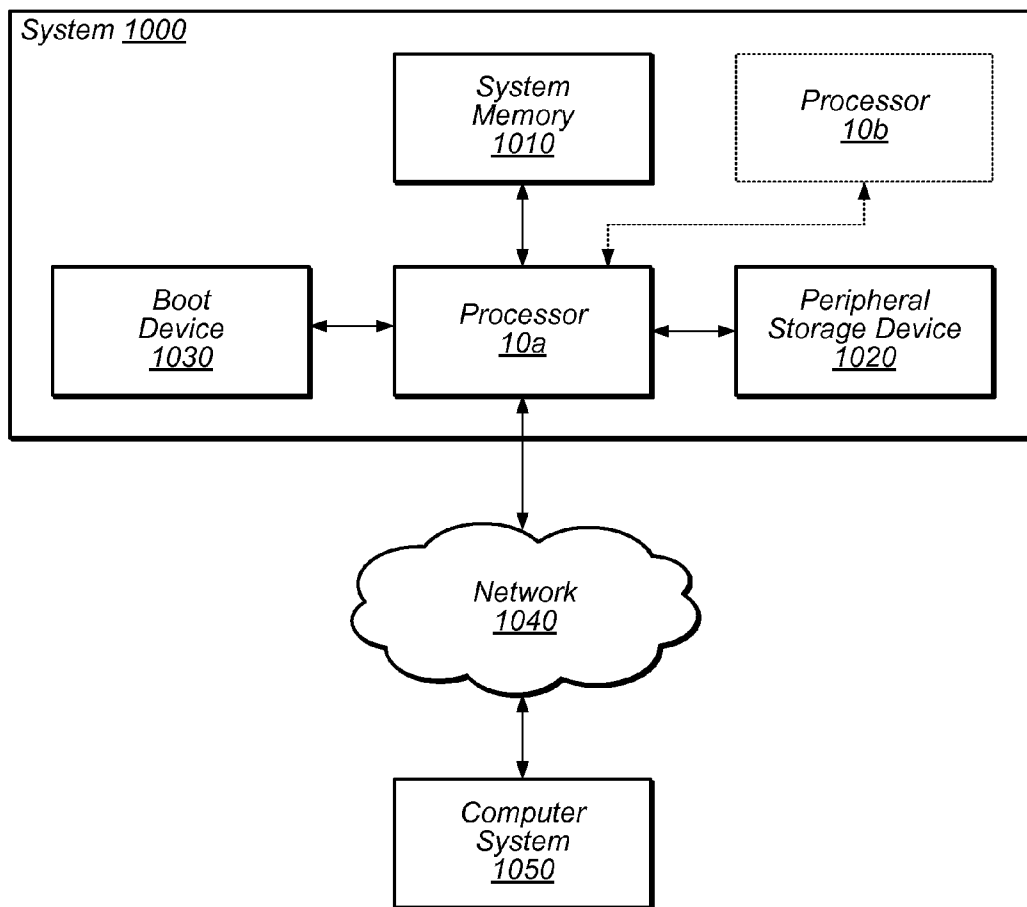 System 1000
System
Memory
1010
Processor
10b
Boot
Device
1030
Processor
10a
Peripheral
Storage Device
1020
Network
1040
Computer
System
1050